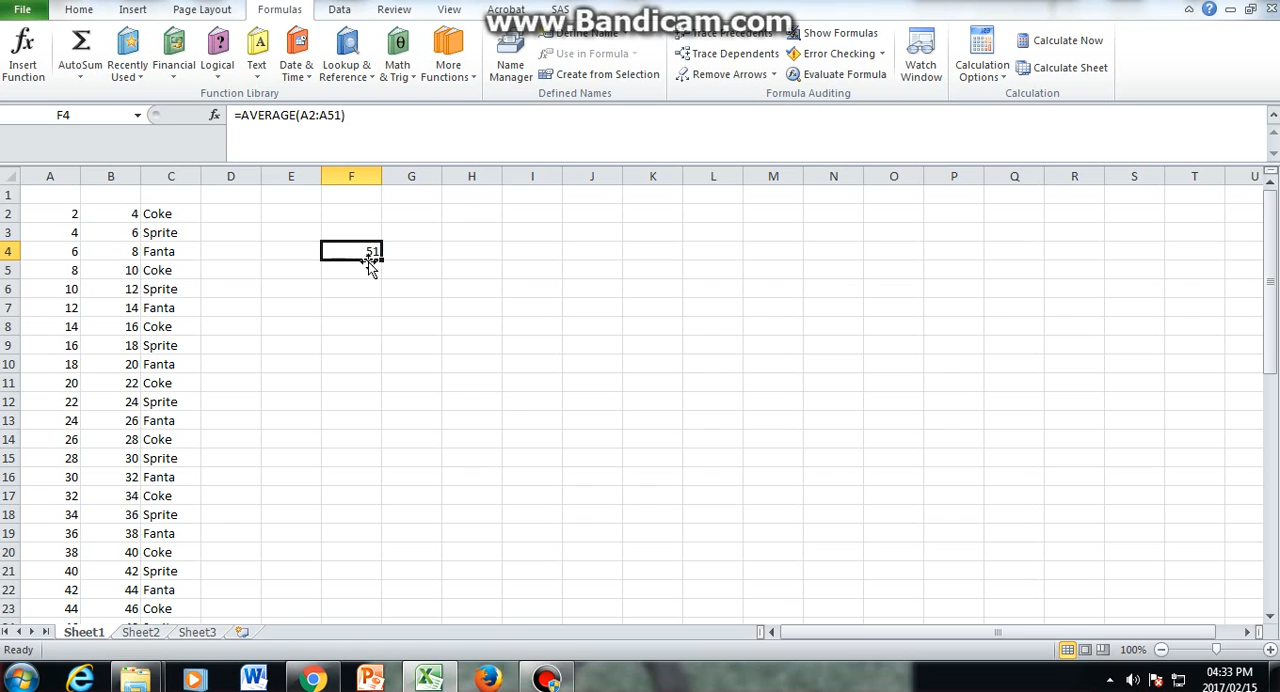 File Home Insert Page Layout Formulas Data Review View Acrobat SAS
www.Bandicam.com
Insert Function
AutoSum
Recently Used
Financial
Logical
Text
Date & Time
Lookup & Reference
Math & Trig
More Functions
Function Library
Name Manager
Define Name
Use in Formula
Create from Selection
Defined Names
Trace Precedents
Trace Dependents
Remove Arrows
Show Formulas
Error Checking
Evaluate Formula
Formula Auditing
Watch Window
Calculation Options
Calculate Now
Calculate Sheet
Calculation
F4 fx =AVERAGE(A2:A51)
A B C D E F G H I J K L M N O P Q R S T U
1
2 2 4 Coke
3 4 6 Sprite
4 6 8 Fanta 51
5 8 10 Coke
6 10 12 Sprite
7 12 14 Fanta
8 14 16 Coke
9 16 18 Sprite
10 18 20 Fanta
11 20 22 Coke
12 22 24 Sprite
13 24 26 Fanta
14 26 28 Coke
15 28 30 Sprite
16 30 32 Fanta
17 32 34 Coke
18 34 36 Sprite
19 36 38 Fanta
20 38 40 Coke
21 40 42 Sprite
22 42 44 Fanta
23 44 46 Coke
Sheet1 Sheet2 Sheet3
Ready 100%
04:33 PM
2017/02/15